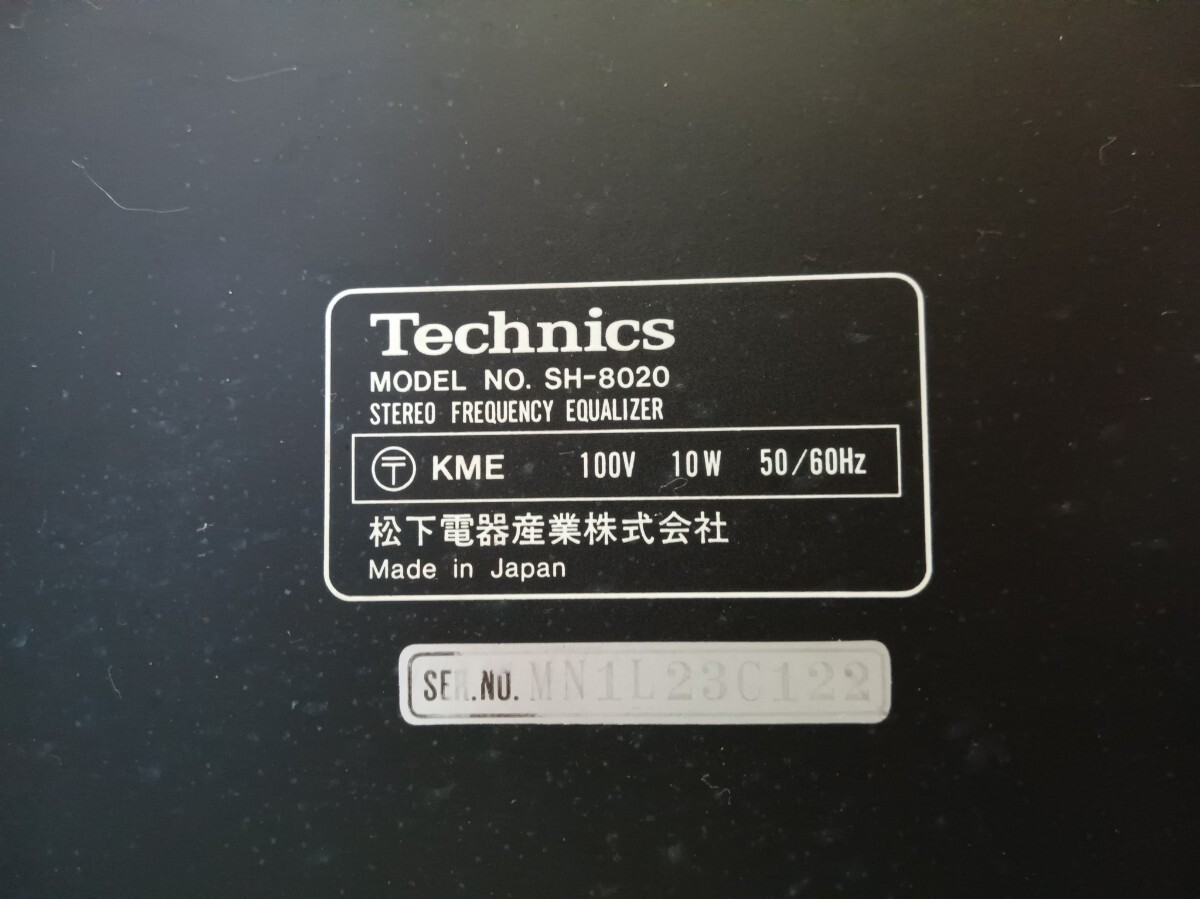 Technics
MODEL NO. SH-8020
STEREO FREQUENCY EQUALIZER
〒 KME 100V 10W 50/60Hz
松下電器産業株式会社
Made in Japan
SER.NO. MN1L23C122